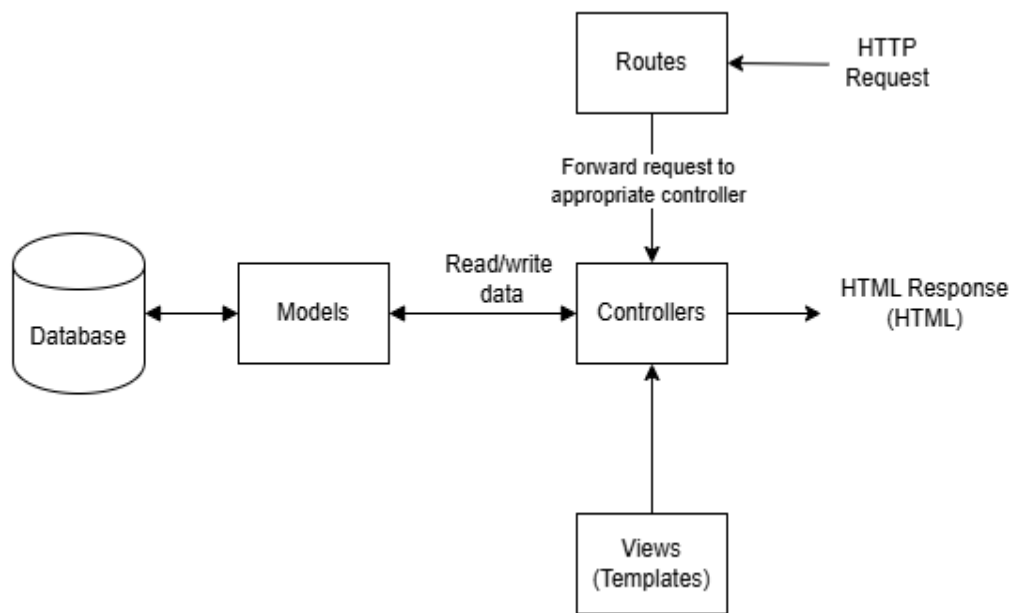 Routes
HTTP
Request
Forward request to
appropriate controller
Database
Models
Read/write
data
Controllers
HTML Response
(HTML)
Views
(Templates)